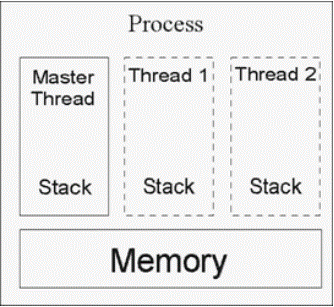 Process
Master
Thread
Stack
Thread 1
Stack
Thread 2
Stack
Memory